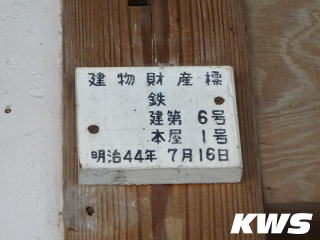 建物財産標
鉄
建第 6号
本屋 1号
明治44年 7月16日
KWS